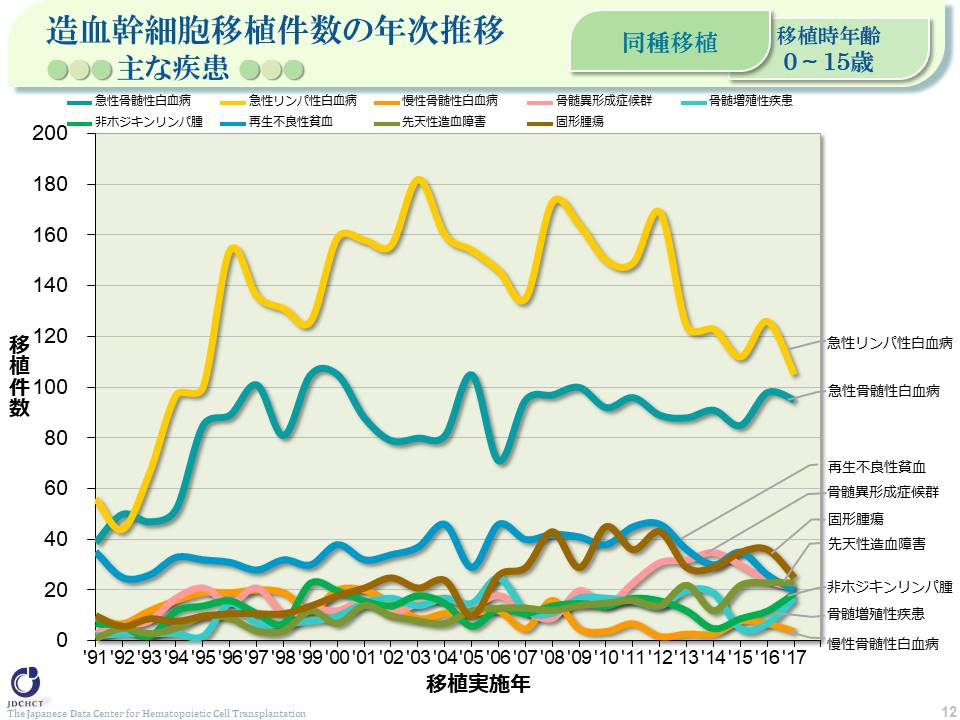 造血幹細胞移植件数の年次推移
主な疾患
同種移植
移植時年齢
0~15歳
急性骨髄性白血病
急性リンパ性白血病
慢性骨髄性白血病
骨髄異形成症候群
骨髄増殖性疾患
非ホジキンリンパ腫
再生不良性貧血
先天性造血障害
固形腫瘍
200
180
160
140
120
100
80
60
40
20
0
移植件数
'91 '92 '93 '94 '95 '96 '97 '98 '99 '00 '01 '02 '03 '04 '05 '06 '07 '08 '09 '10 '11 '12 '13 '14 '15 '16 '17
移植実施年
急性リンパ性白血病
急性骨髄性白血病
再生不良性貧血
骨髄異形成症候群
固形腫瘍
先天性造血障害
非ホジキンリンパ腫
骨髄増殖性疾患
慢性骨髄性白血病
JDCHCT
The Japanese Data Center for Hematopoietic Cell Transplantation
12